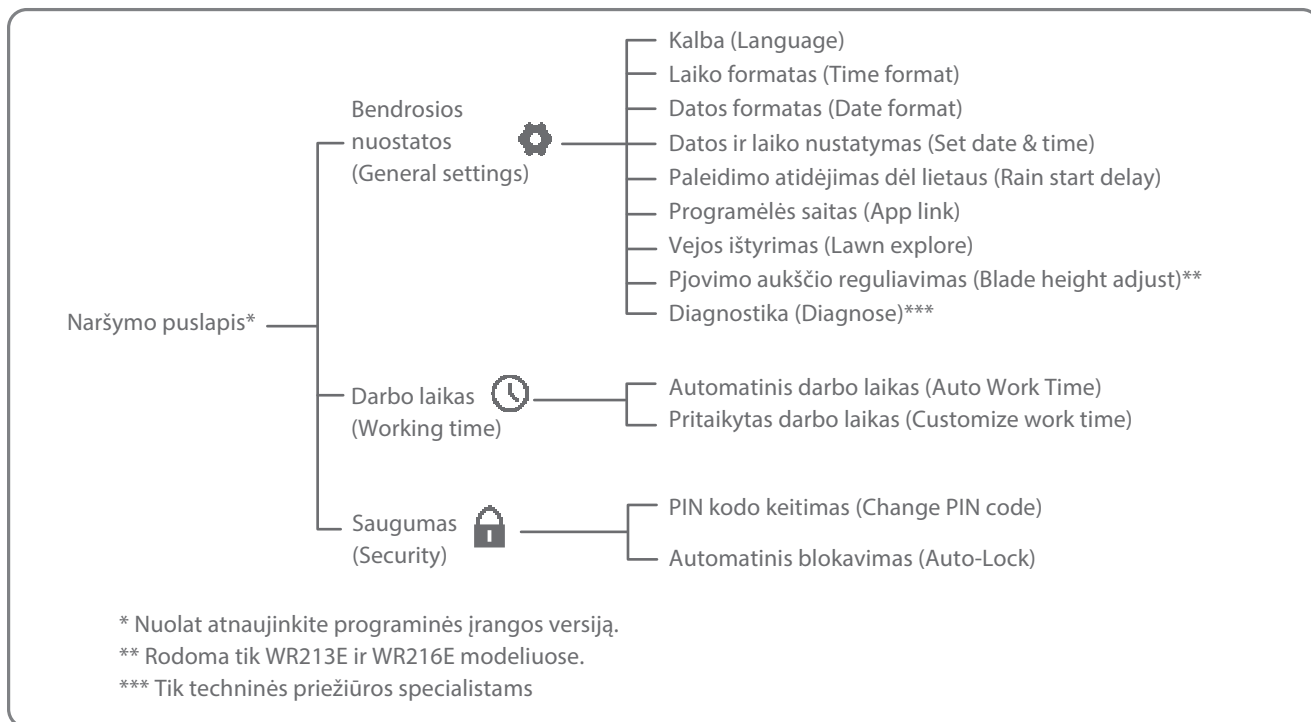 Naršymo puslapis*
Bendrosios
nuostatos
(General settings)
Kalba (Language)
Laiko formatas (Time format)
Datos formatas (Date format)
Datos ir laiko nustatymas (Set date & time)
Paleidimo atidėjimas dėl lietaus (Rain start delay)
Programėlės saitas (App link)
Vejos ištyrimas (Lawn explore)
Pjovimo aukščio reguliavimas (Blade height adjust)**
Diagnostika (Diagnose)***
Darbo laikas
(Working time)
Automatinis darbo laikas (Auto Work Time)
Pritaikytas darbo laikas (Customize work time)
Saugumas
(Security)
PIN kodo keitimas (Change PIN code)
Automatinis blokavimas (Auto-Lock)
* Nuolat atnaujinkite programinės įrangos versiją.
** Rodoma tik WR213E ir WR216E modeliuose.
*** Tik techninės priežiūros specialistams